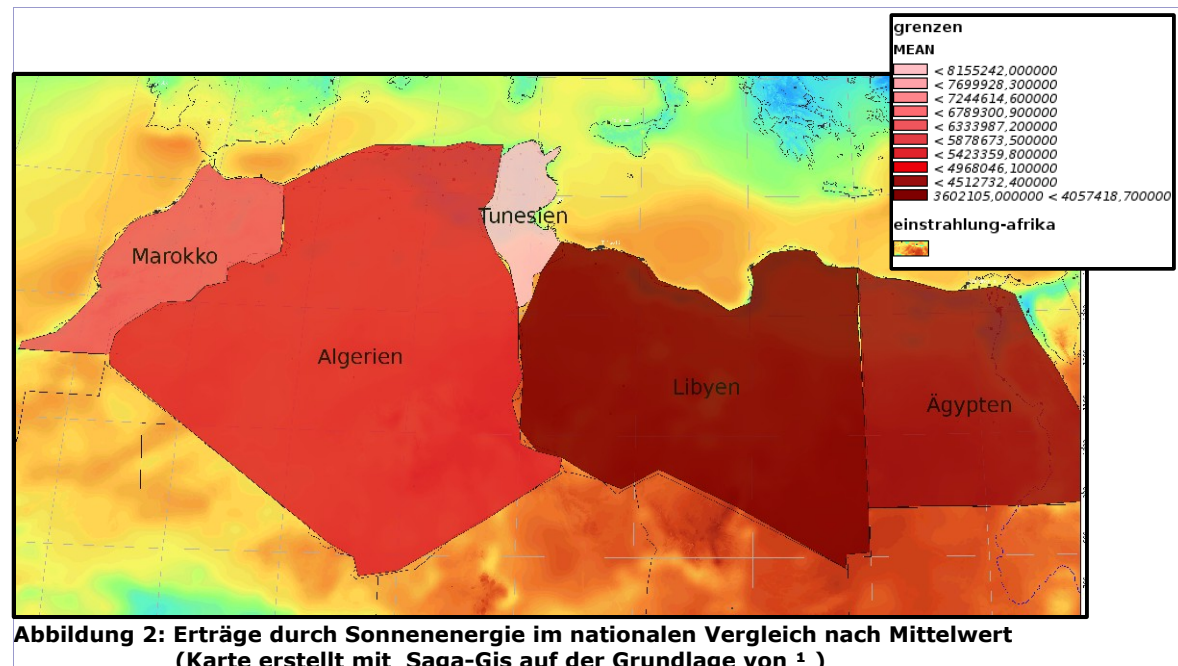 grenzen
MEAN
< 8155242,000000
< 7699928,300000
< 7244614,600000
< 6789300,900000
< 6333987,200000
< 5878673,500000
< 5423359,800000
< 4968046,100000
< 4512732,400000
3602105,000000 < 4057418,700000
einstrahlung-afrika
Tunesien
Marokko
Algerien
Libyen
Ägypten
Abbildung 2: Erträge durch Sonnenenergie im nationalen Vergleich nach Mittelwert
(Karte erstellt mit Saga-Gis auf der Grundlage von ¹ )